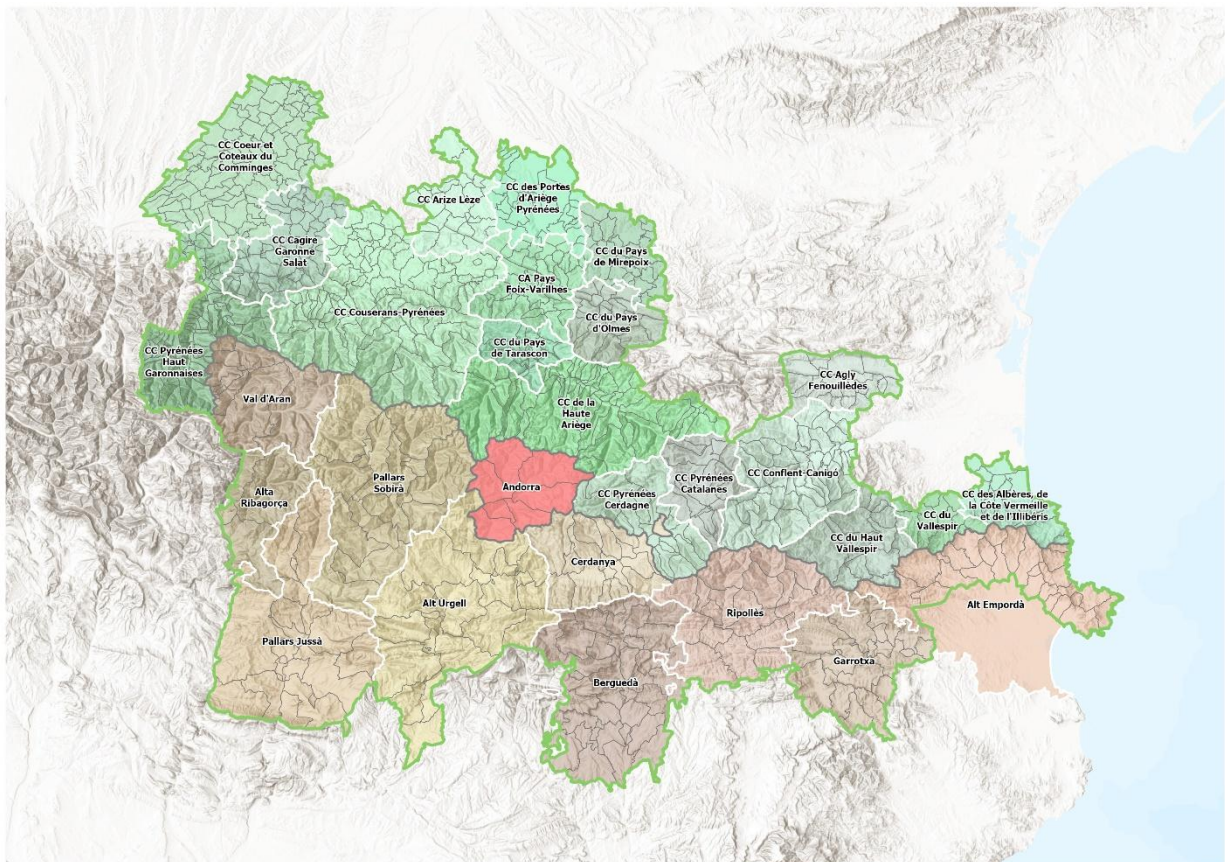 CC Coeur et
Coteaux du
Comminges
CC Arize Lèze
CC des Portes
d'Ariège
Pyrénées
CC Cagire
Garonne
Salat
CC du Pays
de Mirepoix
CA Pays
Foix-Varilhes
CC Couserans-Pyrénées
CC du Pays
d'Olmes
CC du Pays
de Tarascon
CC Pyrénées
Haut
Garonnaises
CC Agly
Fenouillèdes
Val d'Aran
CC de la
Haute
Ariège
Pallars
Sobirà
CC Pyrénées
Catalanes
CC Conflent-Canigó
Andorra
Alta
Ribagorça
CC Pyrénées
Cerdagne
CC des Albères, de
la Côte Vermeille
et de l'Illibéris
CC du
Vallespir
CC du Haut
Vallespir
Cerdanya
Alt Urgell
Ripollès
Alt Empordà
Pallars Jussà
Garrotxa
Berguedà